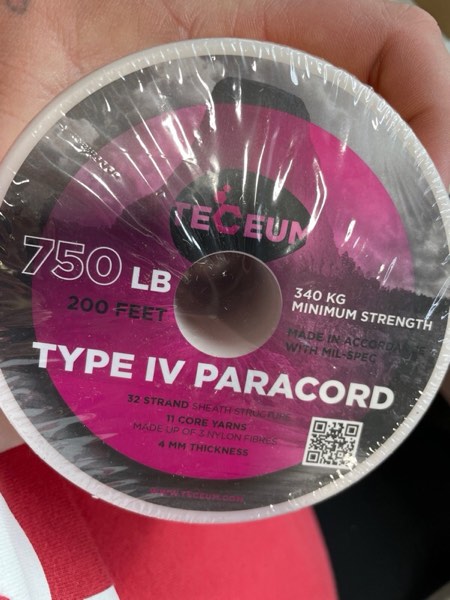 TECEUM
750 LB
200 FEET
340 KG
MINIMUM STRENGTH
MADE IN ACCORDANCE
WITH MIL-SPEC
TYPE IV PARACORD
32 STRAND SHEATH STRUCTURE
11 CORE YARNS
MADE UP OF 3 NYLON FIBRES
4 MM THICKNESS
WWW.TECEUM.COM